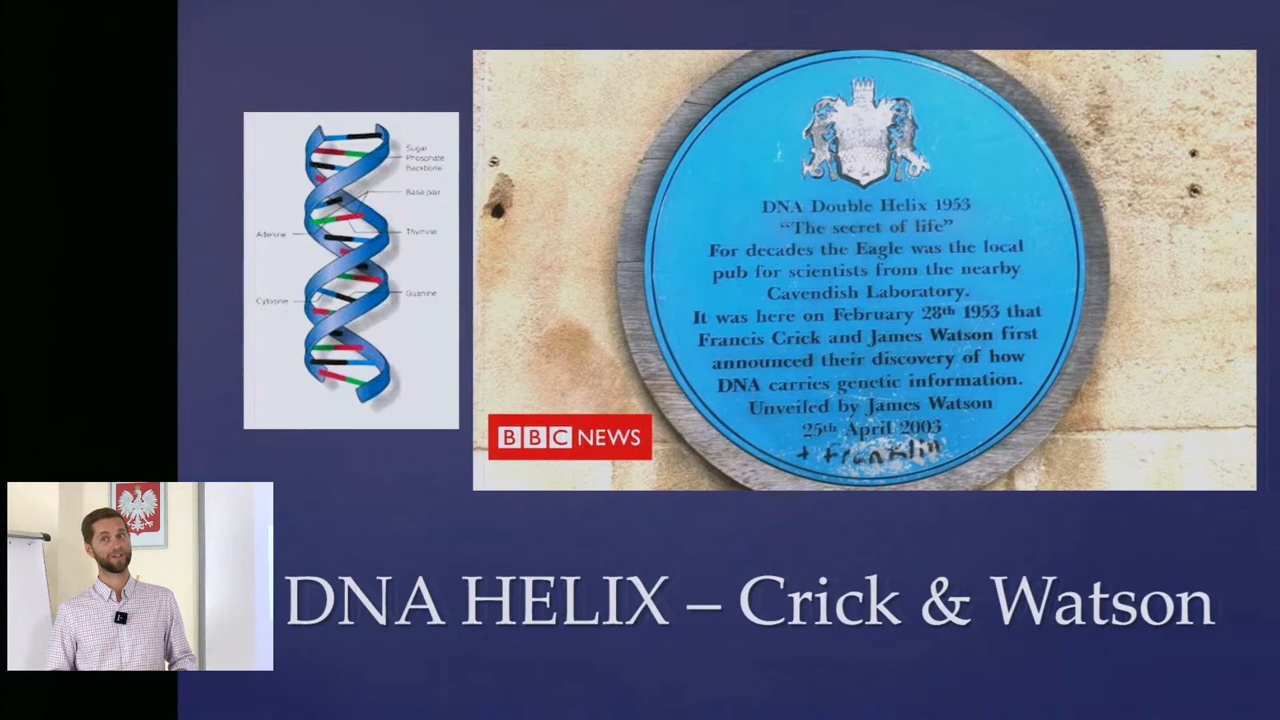 Sugar
Phosphate
Backbone
Base pair
Adenine
Thymine
Cytosine
Guanine
DNA Double Helix 1953
"The secret of life"
For decades the Eagle was the local
pub for scientists from the nearby
Cavendish Laboratory.
It was here on February 28th 1953 that
Francis Crick and James Watson first
announced their discovery of how
DNA carries genetic information.
Unveiled by James Watson
25th April 2003
+ Franklin
BBC NEWS
DNA HELIX – Crick & Watson